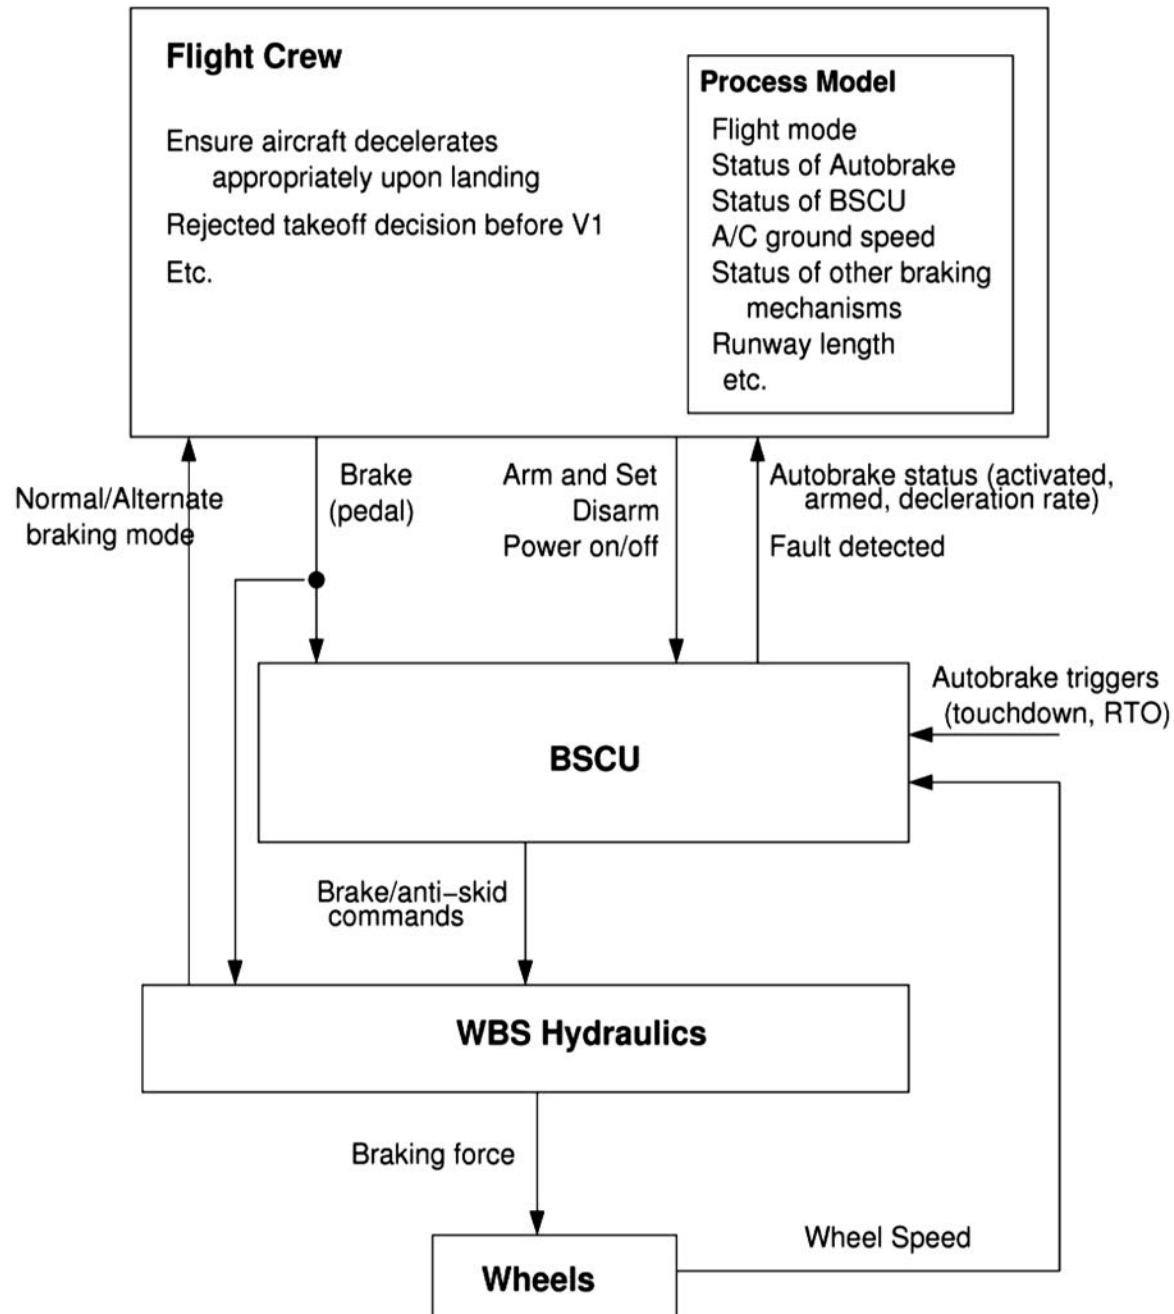 Flight Crew
Ensure aircraft decelerates
appropriately upon landing
Rejected takeoff decision before V1
Etc.
Process Model
Flight mode
Status of Autobrake
Status of BSCU
A/C ground speed
Status of other braking
mechanisms
Runway length
etc.
Normal/Alternate
braking mode
Brake
(pedal)
Arm and Set
Disarm
Power on/off
Autobrake status (activated,
armed, decleration rate)
Fault detected
Autobrake triggers
(touchdown, RTO)
BSCU
Brake/anti−skid
commands
WBS Hydraulics
Braking force
Wheel Speed
Wheels